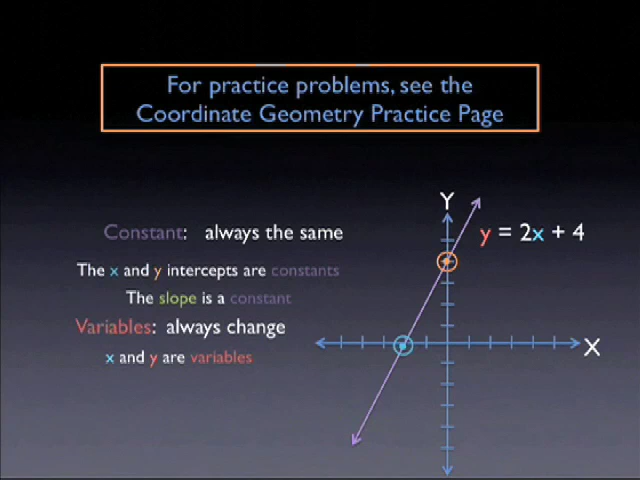 For practice problems, see the
Coordinate Geometry Practice Page
Y
Constant: always the same
y = 2x + 4
The x and y intercepts are constants
The slope is a constant
Variables: always change
X
x and y are variables